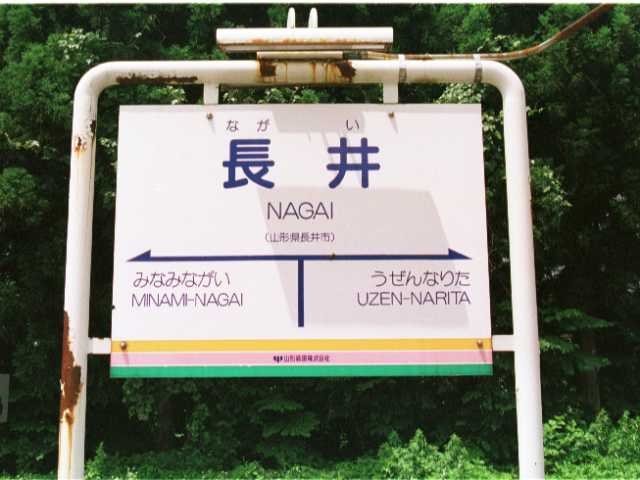 ながい
長井
NAGAI
(山形県長井市)
みなみながい うぜんなりた
MINAMI-NAGAI UZEN-NARITA
山形鉄道株式会社